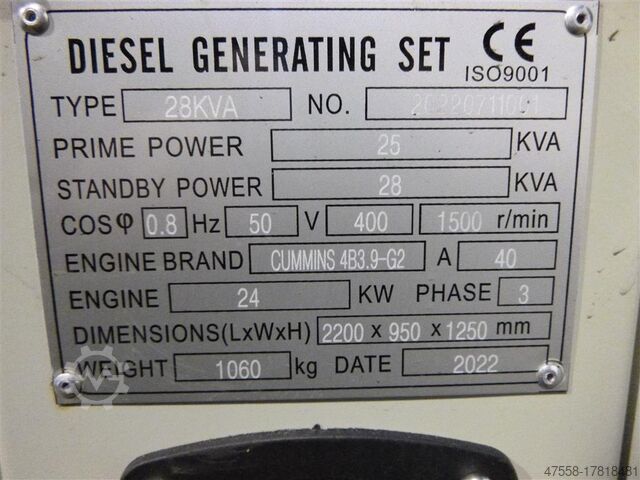 DIESEL GENERATING SET CE
ISO9001
TYPE 28KVA NO. 20220711001
PRIME POWER 25 KVA
STANDBY POWER 28 KVA
COSφ 0.8 Hz 50 V 400 1500 r/min
ENGINE BRAND CUMMINS 4B3.9-G2 A 40
ENGINE 24 KW PHASE 3
DIMENSIONS(LxWxH) 2200 x 950 x 1250 mm
WEIGHT 1060 kg DATE 2022
47558-17818481